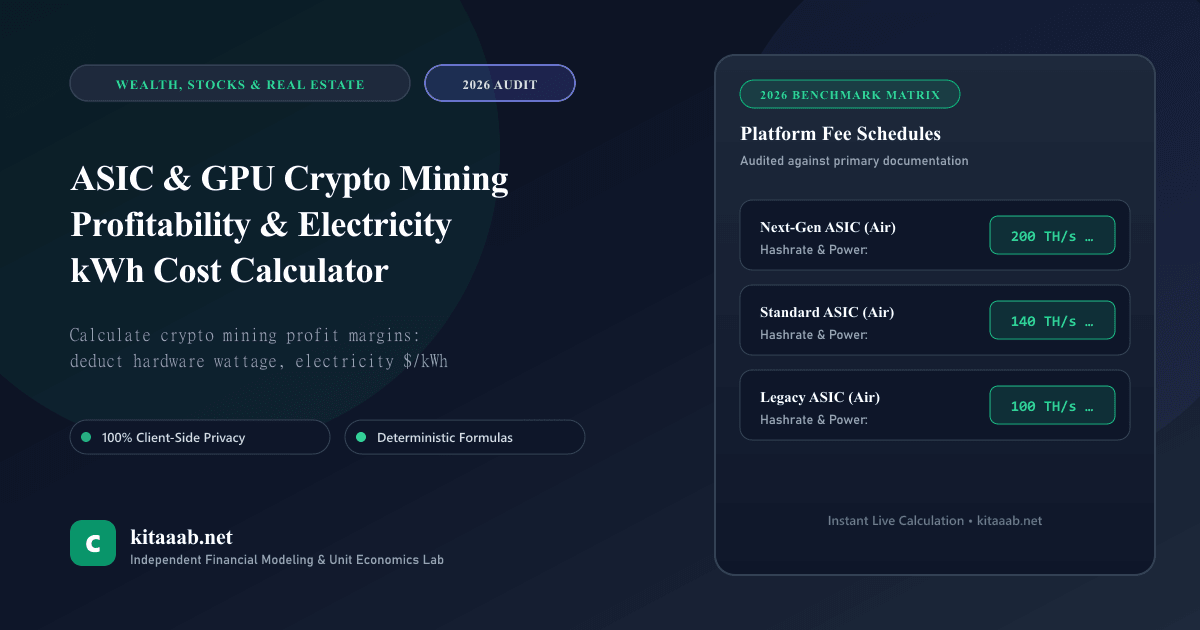 WEALTH, STOCKS & REAL ESTATE
2026 AUDIT
ASIC & GPU Crypto Mining
Profitability & Electricity
kWh Cost Calculator
Calculate crypto mining profit margins:
deduct hardware wattage, electricity $/kWh
100% Client-Side Privacy
Deterministic Formulas
C
kitaaab.net
Independent Financial Modeling & Unit Economics Lab
2026 BENCHMARK MATRIX
Platform Fee Schedules
Audited against primary documentation
Next-Gen ASIC (Air)
Hashrate & Power:
200 TH/s …
Standard ASIC (Air)
Hashrate & Power:
140 TH/s …
Legacy ASIC (Air)
Hashrate & Power:
100 TH/s …
Instant Live Calculation • kitaaab.net